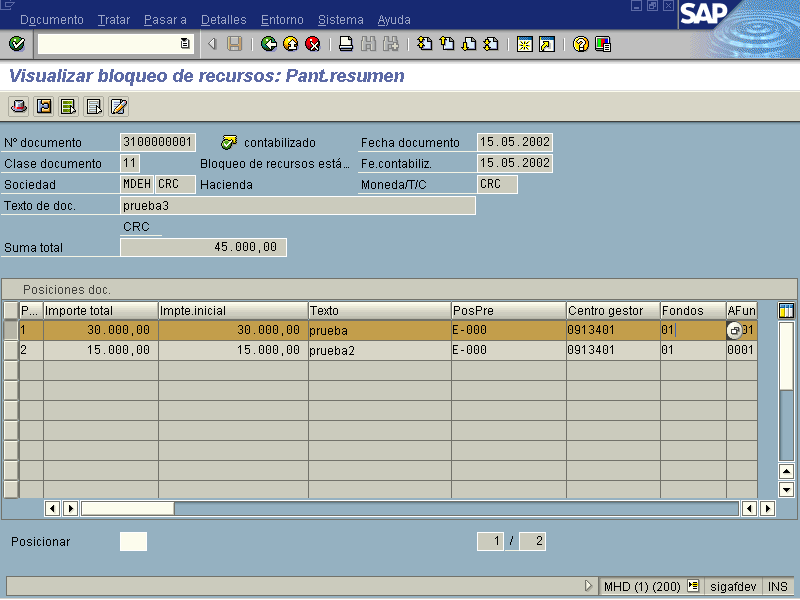 Documento Tratar Pasar a Detalles Entorno Sistema Ayuda
SAP
Visualizar bloqueo de recursos: Pant.resumen
Nº documento 3100000001 contabilizado Fecha documento 15.05.2002
Clase documento 11 Bloqueo de recursos está... Fe.contabiliz. 15.05.2002
Sociedad MDEH CRC Hacienda Moneda/T/C CRC
Texto de doc. prueba3
CRC
Suma total 45.000,00
Posiciones doc.
P... Importe total Impte.inicial Texto PosPre Centro gestor Fondos AFun
1 30.000,00 30.000,00 prueba E-000 0913401 01 01
2 15.000,00 15.000,00 prueba2 E-000 0913401 01 0001
Posicionar 1 / 2
MHD (1) (200) sigafdev INS